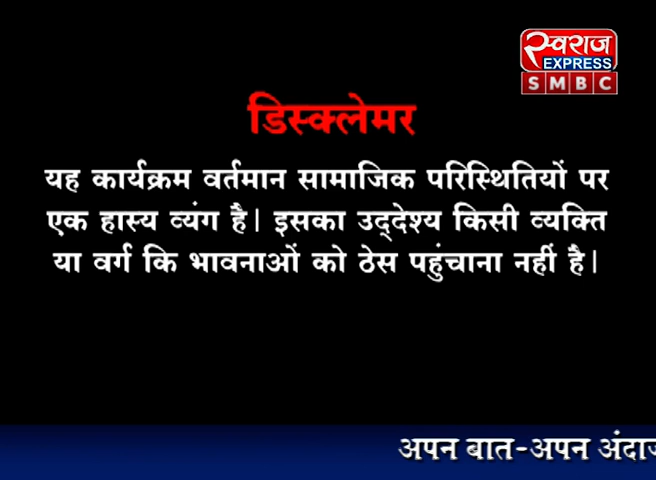 स्वराज
EXPRESS
SMBC
डिस्क्लेमर
यह कार्यक्रम वर्तमान सामाजिक परिस्थितियों पर
एक हास्य व्यंग है। इसका उद्देश्य किसी व्यक्ति
या वर्ग कि भावनाओं को ठेस पहुंचाना नहीं है।
अपन बात-अपन अंदाज